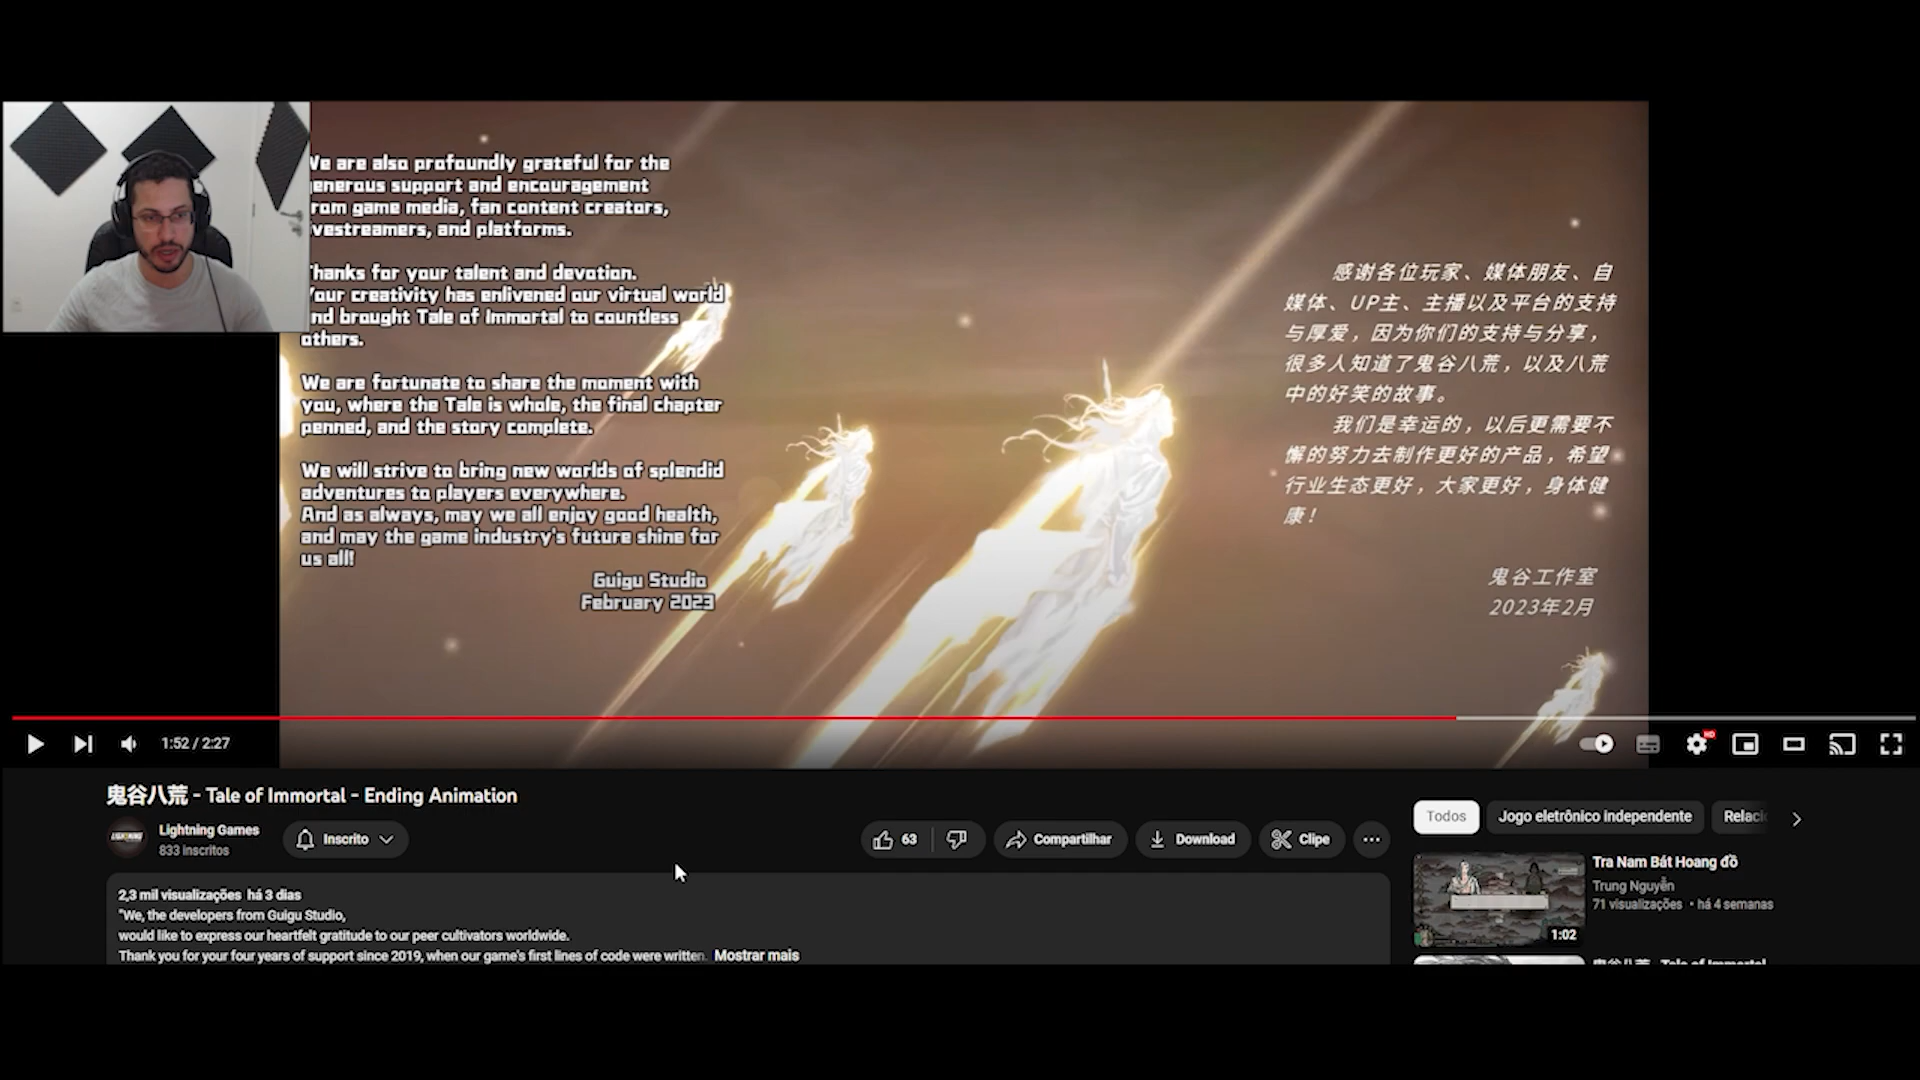 We are also profoundly grateful for the
enerous support and encouragement
rom game media, fan content creators,
vestreamers, and platforms.
Thanks for your talent and devotion.
Your creativity has enlivened our virtual world
nd brought Tale of Immortal to countless
others.
We are fortunate to share the moment with
you, where the Tale is whole, the final chapter
penned, and the story complete.
We will strive to bring new worlds of splendid
adventures to players everywhere.
And as always, may we all enjoy good health,
and may the game industry's future shine for
us all!
Guigu Studio
February 2023
感谢各位玩家、媒体朋友、自
媒体、UP主、主播以及平台的支持
与厚爱，因为你们的支持与分享，
很多人知道了鬼谷八荒，以及八荒
中的好笑的故事。
我们是幸运的，以后更需要不
懈的努力去制作更好的产品，希望
行业生态更好，大家更好，身体健
康！
鬼谷工作室
2023年2月
1:52 / 2:27
HD
鬼谷八荒 - Tale of Immortal - Ending Animation
Lightning Games
833 inscritos
Inscrito
63
Compartilhar
Download
Clipe
2,3 mil visualizações há 3 dias
"We, the developers from Guigu Studio,
would like to express our heartfelt gratitude to our peer cultivators worldwide.
Thank you for your four years of support since 2019, when our game's first lines of code were written. Mostrar mais
Todos
Jogo eletrônico independente
Relaci
Tra Nam Bát Hoang đồ
Trung Nguyễn
71 visualizações • há 4 semanas
1:02
鬼谷八荒 - Tale of Immortal